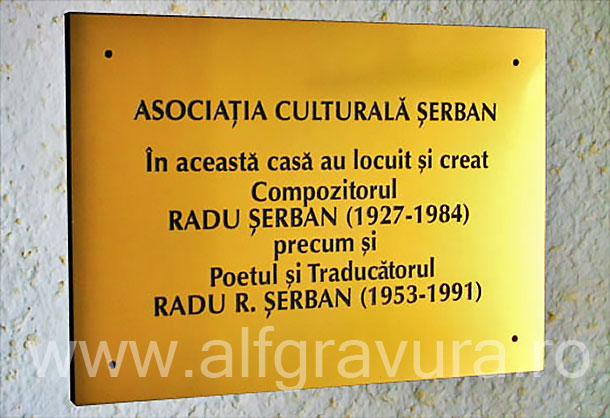 ASOCIAȚIA CULTURALĂ ȘERBAN
În această casă au locuit și creat
Compozitorul
RADU ȘERBAN (1927-1984)
precum și
Poetul și Traducătorul
RADU R. ȘERBAN (1953-1991)
www.alfgravura.ro